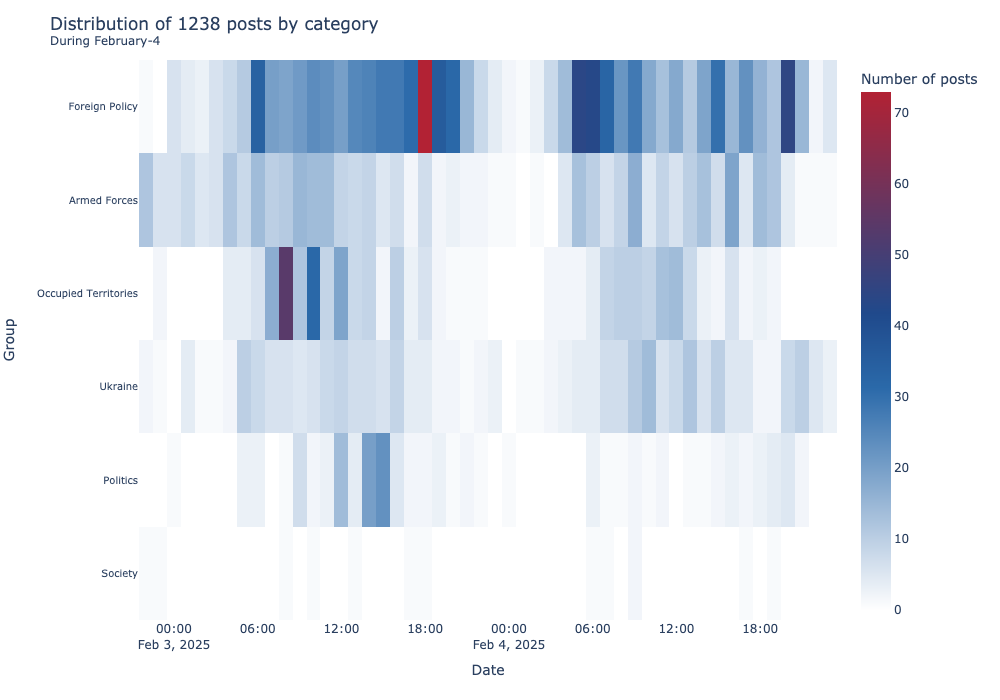 Distribution of 1238 posts by category
During February-4
Number of posts
Foreign Policy
Armed Forces
Occupied Territories
Ukraine
Politics
Society
Group
70
60
50
40
30
20
10
0
00:00
Feb 3, 2025
06:00
12:00
18:00
00:00
Feb 4, 2025
06:00
12:00
18:00
Date